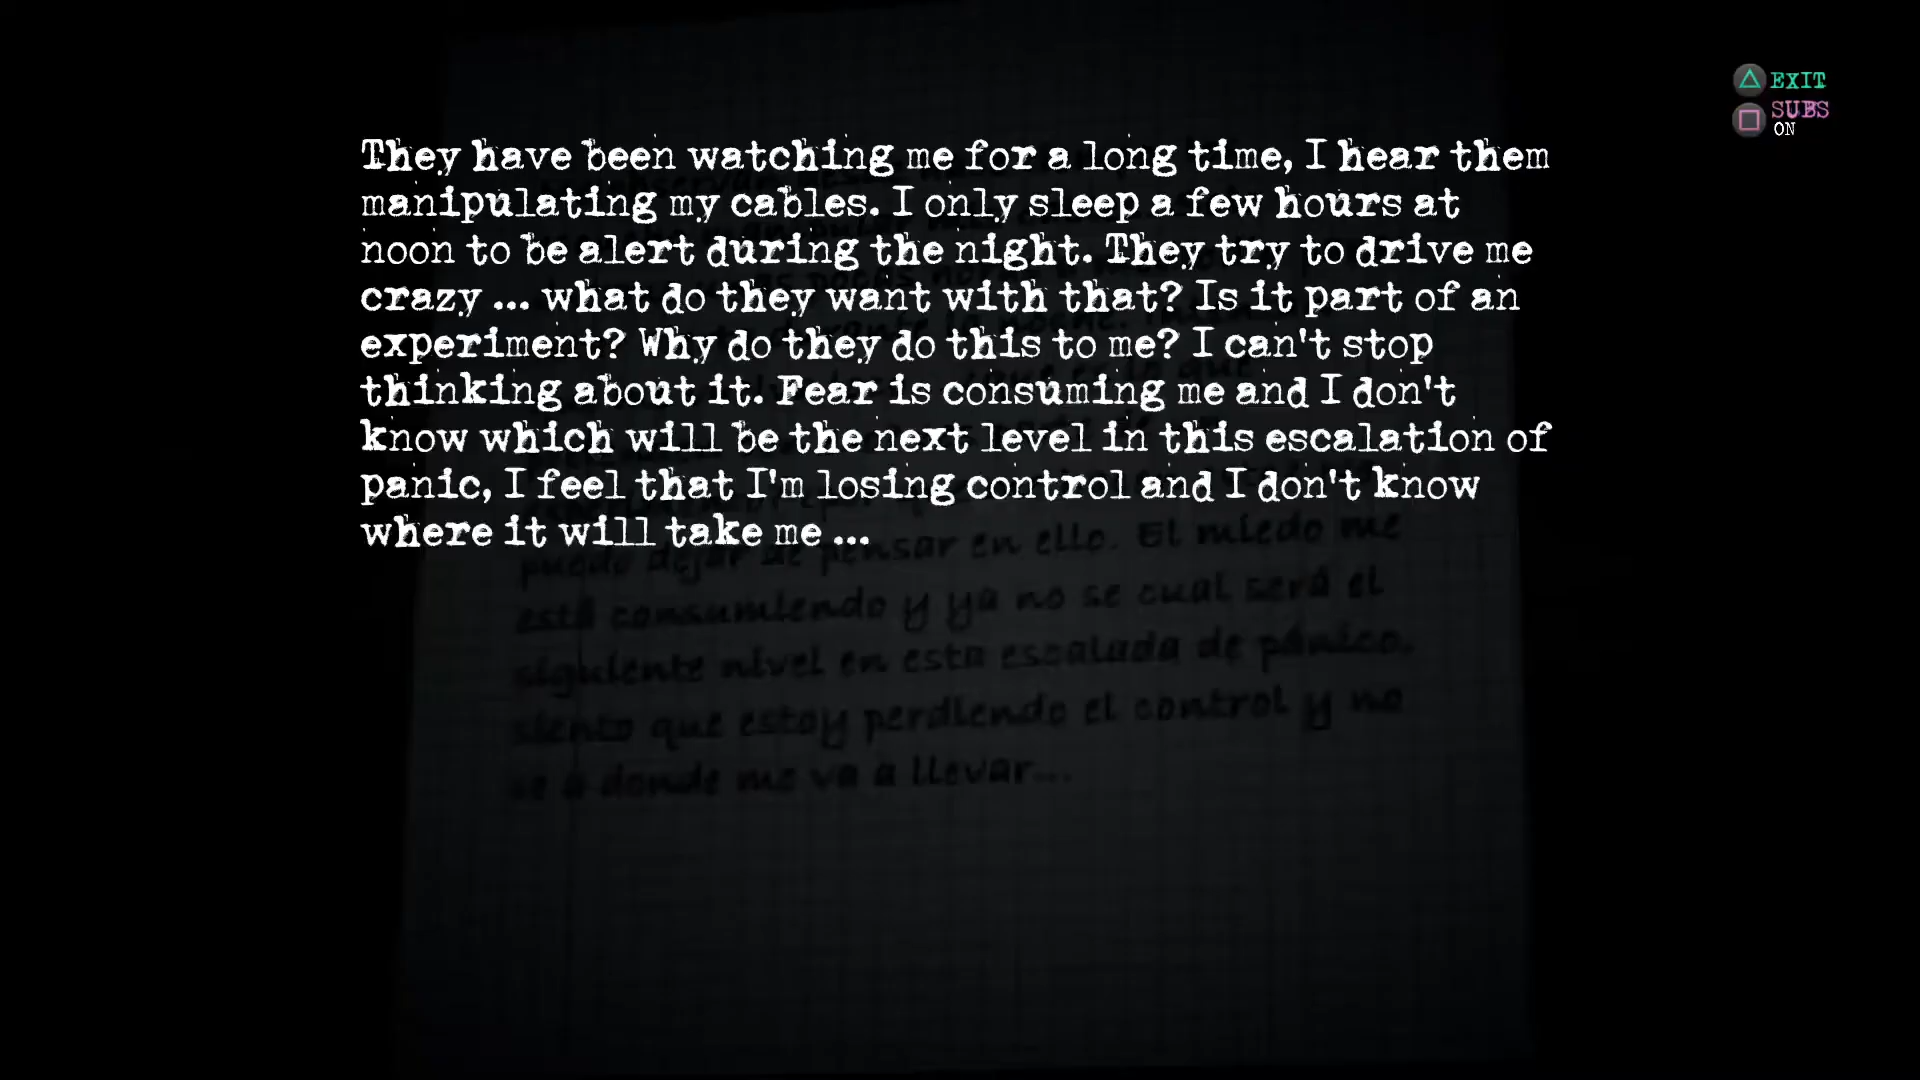 EXIT
SUBS
ON
They have been watching me for a long time, I hear them
manipulating my cables. I only sleep a few hours at
noon to be alert during the night. They try to drive me
crazy ... what do they want with that? Is it part of an
experiment? Why do they do this to me? I can't stop
thinking about it. Fear is consuming me and I don't
know which will be the next level in this escalation of
panic, I feel that I'm losing control and I don't know
where it will take me ...
puedo dejar de pensar en ello. El miedo me
está consumiendo y ya no se cual será el
siguiente nivel en esta escalada de pánico,
siento que estoy perdiendo el control y no
se a donde me va a llevar...